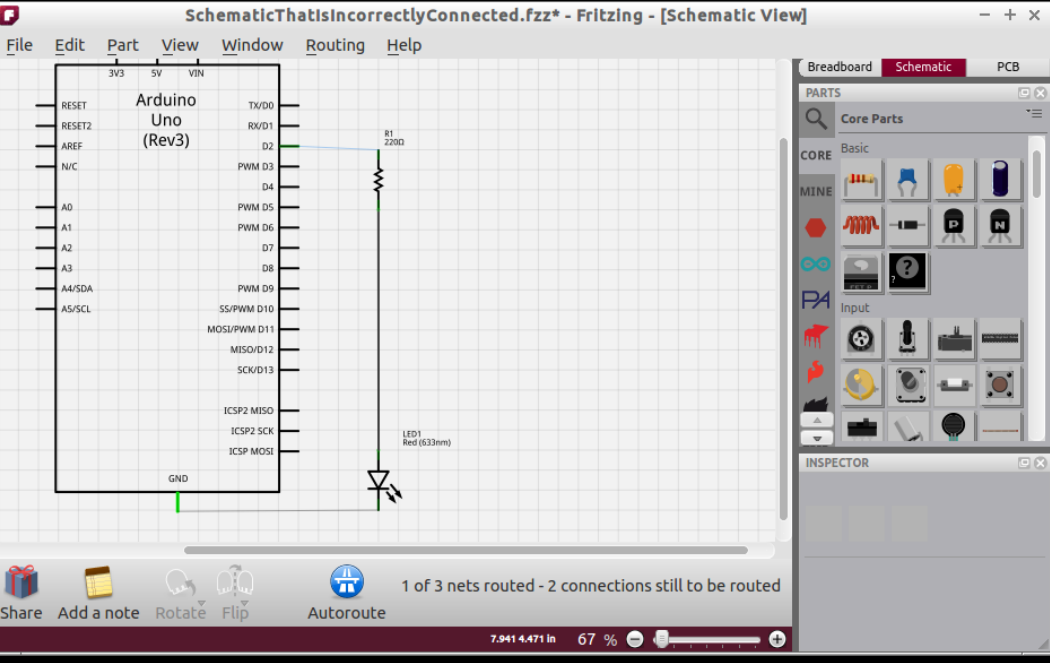 SchematicThatIsIncorrectlyConnected.fzz* - Fritzing - [Schematic View]
File Edit Part View Window Routing Help
Breadboard Schematic PCB
PARTS
Core Parts
CORE
MINE
Basic
P
N
FET P
?
?
Input
PA
3V3 5V VIN
Arduino
Uno
(Rev3)
RESET
RESET2
AREF
N/C
A0
A1
A2
A3
A4/SDA
A5/SCL
TX/D0
RX/D1
D2
PWM D3
D4
PWM D5
PWM D6
D7
D8
PWM D9
SS/PWM D10
MOSI/PWM D11
MISO/D12
SCK/D13
ICSP2 MISO
ICSP2 SCK
ICSP MOSI
GND
R1
220Ω
LED1
Red (633nm)
INSPECTOR
Share
Add a note
Rotate
Flip
Autoroute
1 of 3 nets routed - 2 connections still to be routed
7.941 4.471 in 67 %